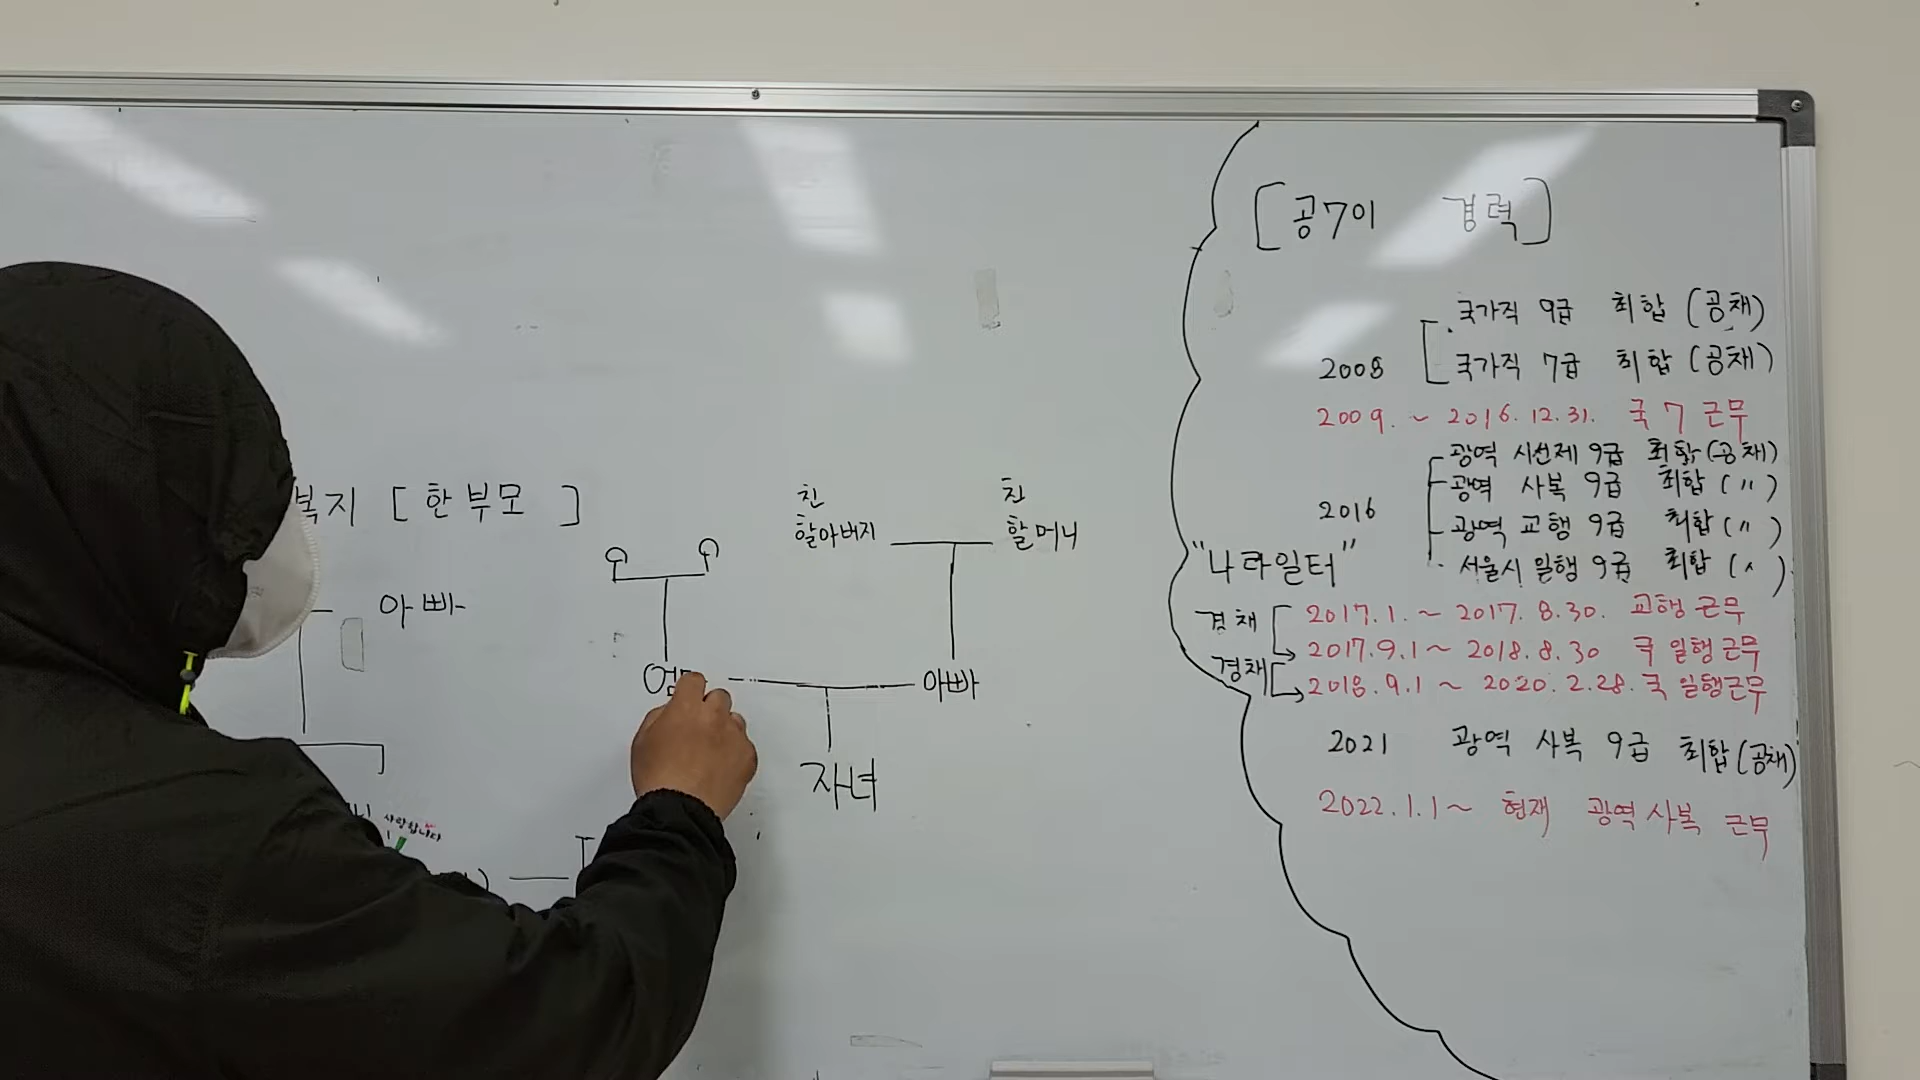 복지 [ 한부모 ]
아빠
사랑합니다
친
할아버지
친
할머니
아빠
자녀
[ 공7이 경력 ]
2008
국가직 9급 최합 (공채)
국가직 7급 최합 (공채)
2009. ~ 2016. 12. 31. 국7 근무
2016
광역 시선제 9급 최합 (공채)
광역 사복 9급 최합 ( " )
광역 교행 9급 최합 ( " )
서울시 일행 9급 최합 ( " )
"나라일터"
경채
2017. 1. ~ 2017. 8. 30. 교행 근무
2017. 9. 1 ~ 2018. 8. 30 국 일행 근무
경채
2018. 9. 1 ~ 2020. 2. 28. 국 일행 근무
2021 광역 사복 9급 최합 (공채)
2022. 1. 1 ~ 현재 광역 사복 근무